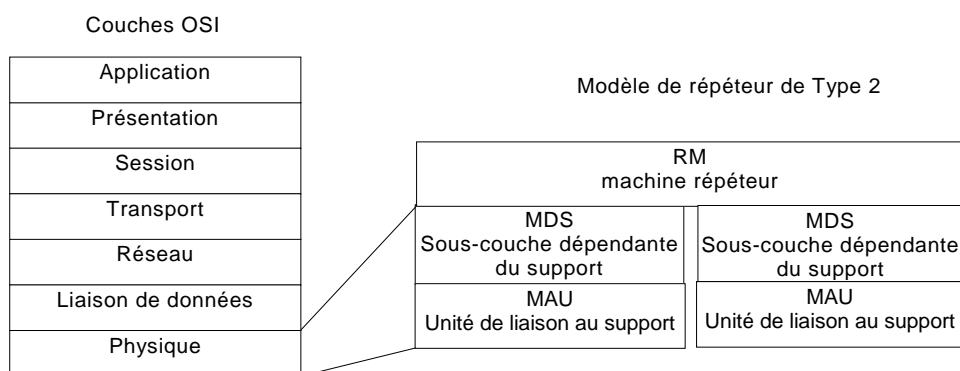 Couches OSI
Application
Présentation
Session
Transport
Réseau
Liaison de données
Physique
Modèle de répéteur de Type 2
RM
machine répéteur
MDS
Sous-couche dépendante
du support
MAU
Unité de liaison au support
MDS
Sous-couche dépendante
du support
MAU
Unité de liaison au support